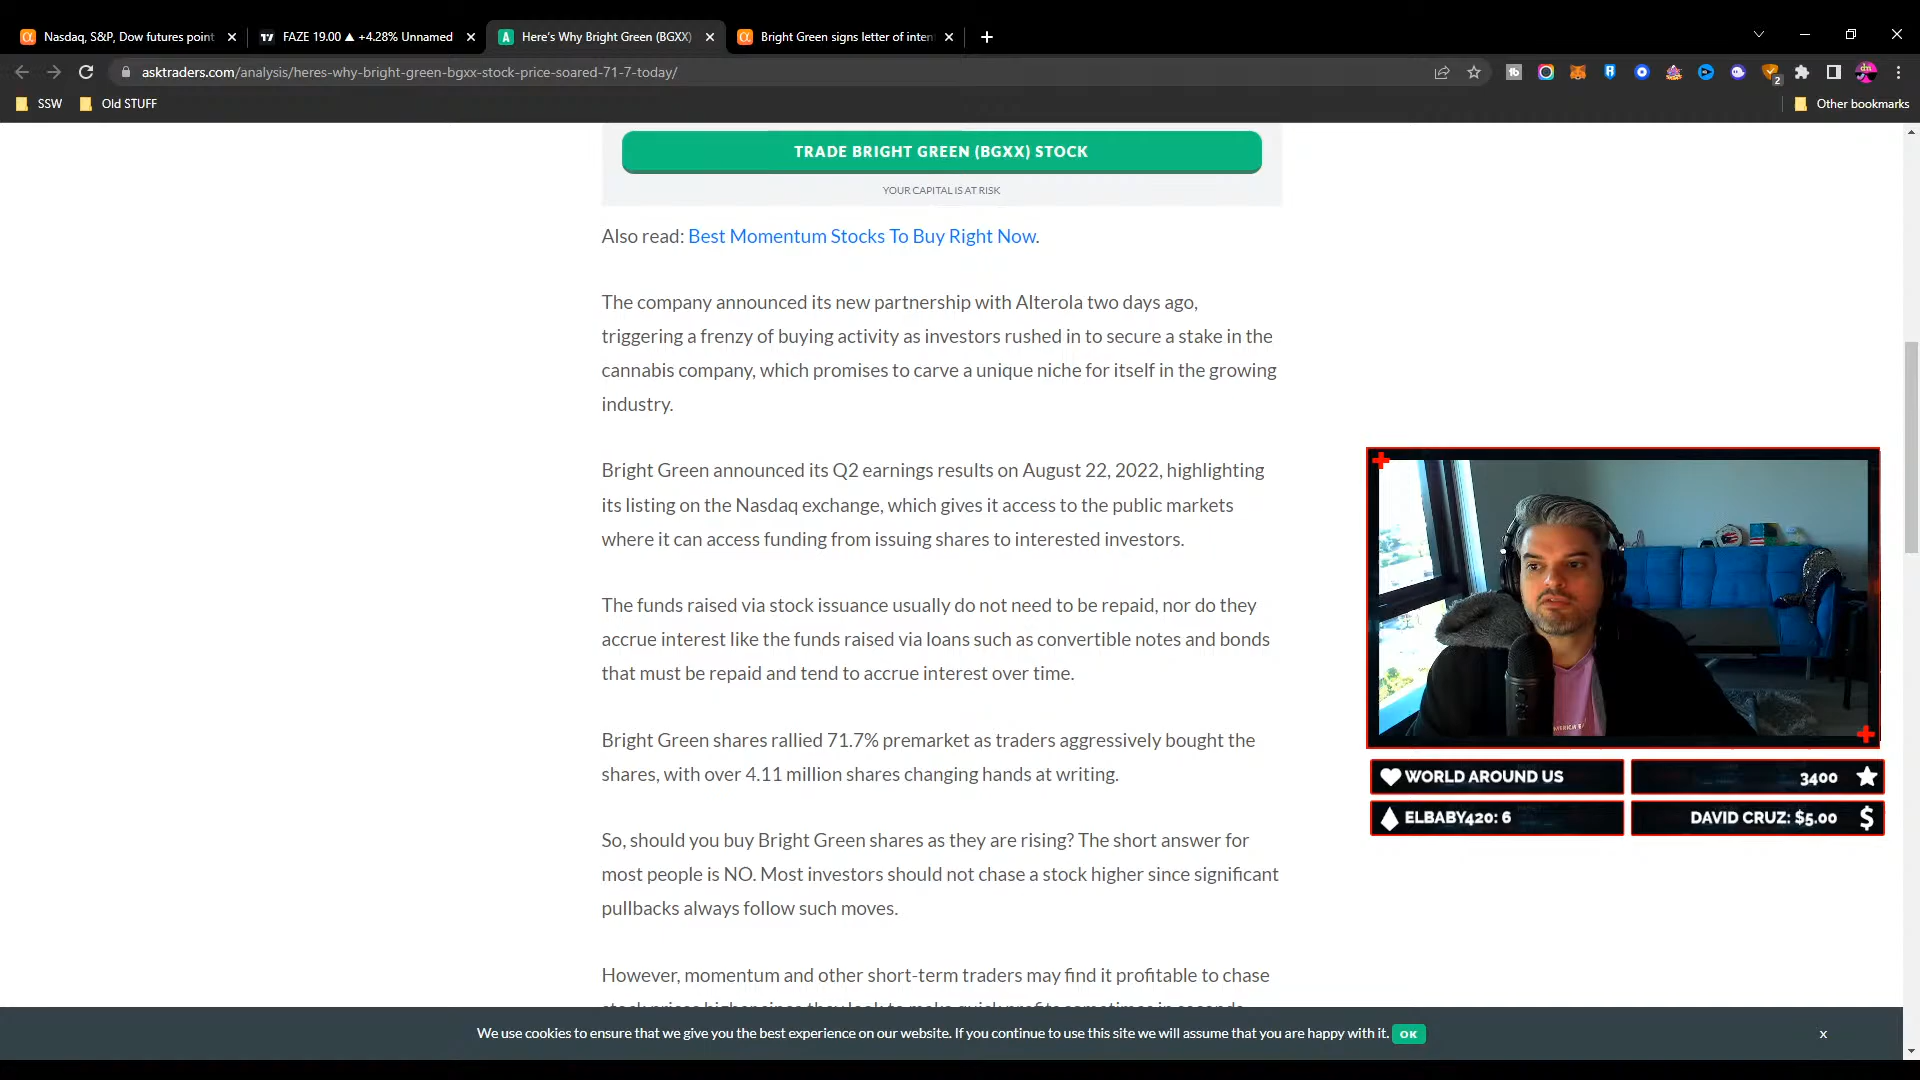 Nasdaq, S&P, Dow futures point
FAZE 19.00 ▲ +4.28% Unnamed
Here's Why Bright Green (BGXX)
Bright Green signs letter of inten
asktraders.com/analysis/heres-why-bright-green-bgxx-stock-price-soared-71-7-today/
2
SSW
Old STUFF
Other bookmarks
TRADE BRIGHT GREEN (BGXX) STOCK
YOUR CAPITAL IS AT RISK
Also read: Best Momentum Stocks To Buy Right Now.
The company announced its new partnership with Alterola two days ago,
triggering a frenzy of buying activity as investors rushed in to secure a stake in the
cannabis company, which promises to carve a unique niche for itself in the growing
industry.
Bright Green announced its Q2 earnings results on August 22, 2022, highlighting
its listing on the Nasdaq exchange, which gives it access to the public markets
where it can access funding from issuing shares to interested investors.
The funds raised via stock issuance usually do not need to be repaid, nor do they
accrue interest like the funds raised via loans such as convertible notes and bonds
that must be repaid and tend to accrue interest over time.
Bright Green shares rallied 71.7% premarket as traders aggressively bought the
shares, with over 4.11 million shares changing hands at writing.
So, should you buy Bright Green shares as they are rising? The short answer for
most people is NO. Most investors should not chase a stock higher since significant
pullbacks always follow such moves.
However, momentum and other short-term traders may find it profitable to chase
WORLD AROUND US
3400
ELBABY420: 6
DAVID CRUZ: $5.00
We use cookies to ensure that we give you the best experience on our website. If you continue to use this site we will assume that you are happy with it. OK
x